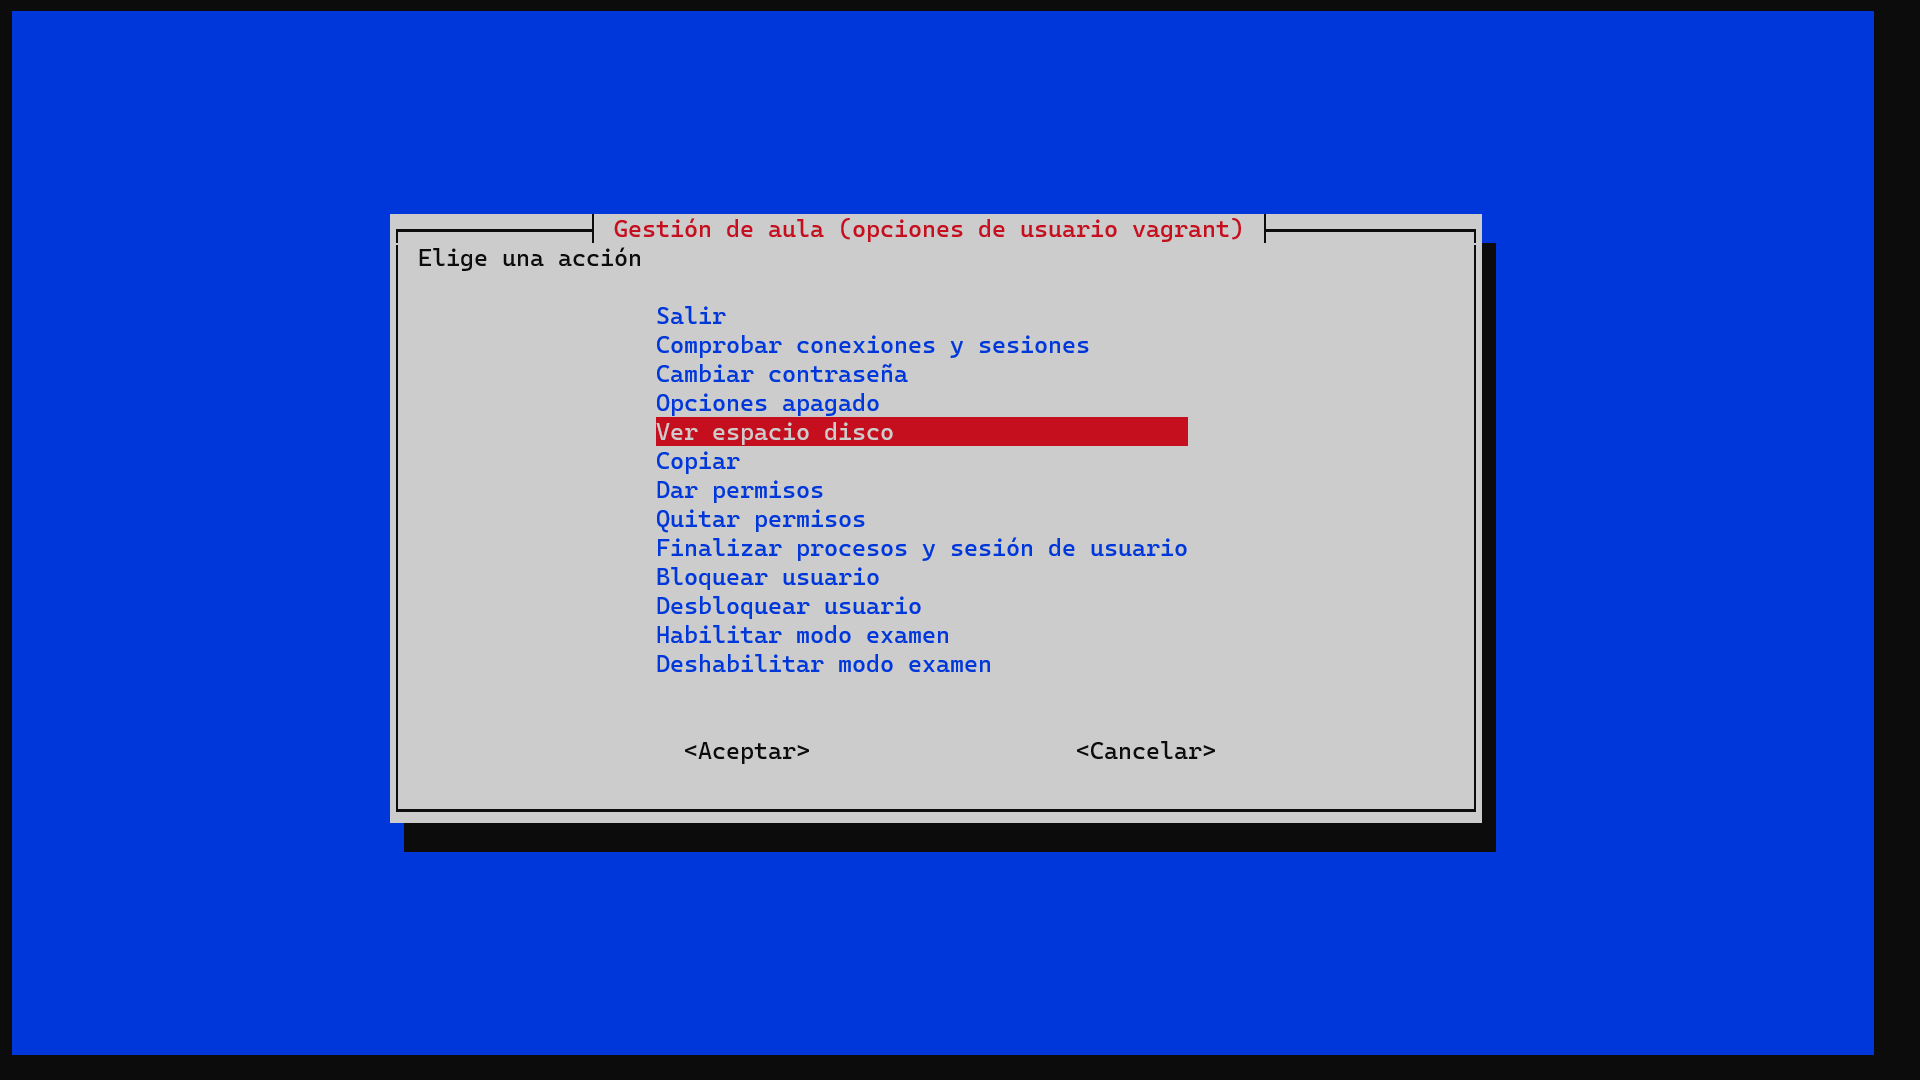 Gestión de aula (opciones de usuario vagrant)
Elige una acción
Salir
Comprobar conexiones y sesiones
Cambiar contraseña
Opciones apagado
Ver espacio disco
Copiar
Dar permisos
Quitar permisos
Finalizar procesos y sesión de usuario
Bloquear usuario
Desbloquear usuario
Habilitar modo examen
Deshabilitar modo examen
<Aceptar> <Cancelar>